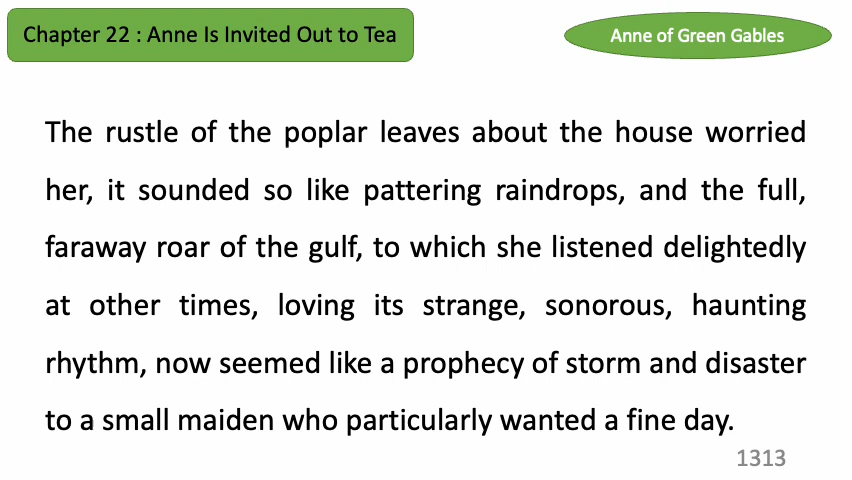 Chapter 22 : Anne Is Invited Out to Tea
Anne of Green Gables
The rustle of the poplar leaves about the house worried
her, it sounded so like pattering raindrops, and the full,
faraway roar of the gulf, to which she listened delightedly
at other times, loving its strange, sonorous, haunting
rhythm, now seemed like a prophecy of storm and disaster
to a small maiden who particularly wanted a fine day.
1313